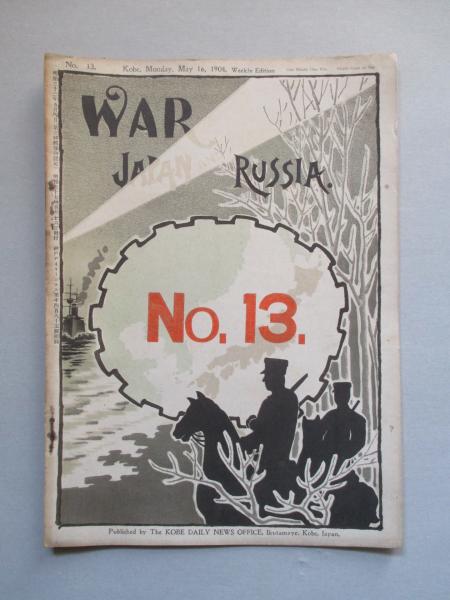 No. 13.
Kobe, Monday, May 16, 1904, Weekly Edition
WAR
JAPAN
RUSSIA.
No. 13.
Published by The KOBE DAILY NEWS OFFICE, Ikutamaye, Kobe, Japan.